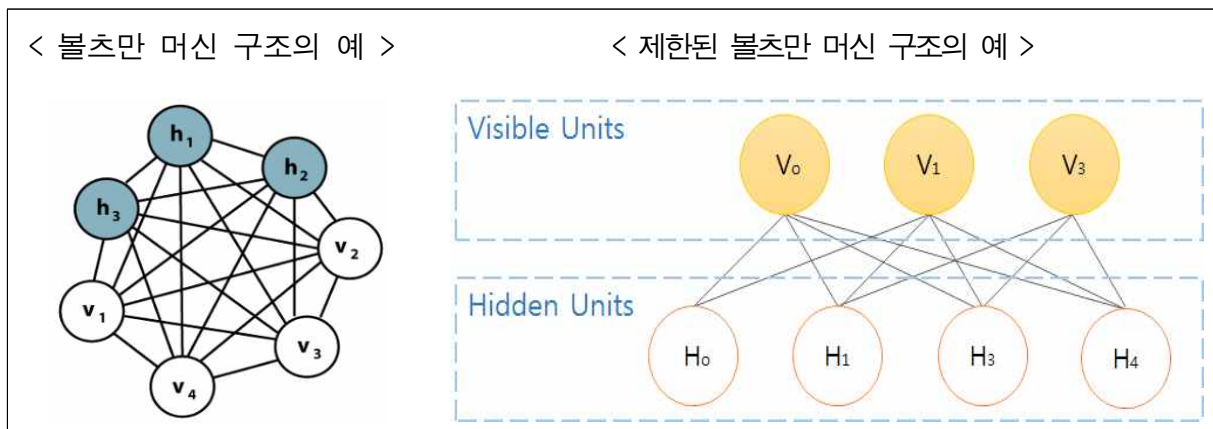 < 볼츠만 머신 구조의 예 >
< 제한된 볼츠만 머신 구조의 예 >
h₁
h₂
h₃
v₂
v₁
v₃
v₄
Visible Units
V₀ V₁ V₃
Hidden Units
H₀ H₁ H₃ H₄